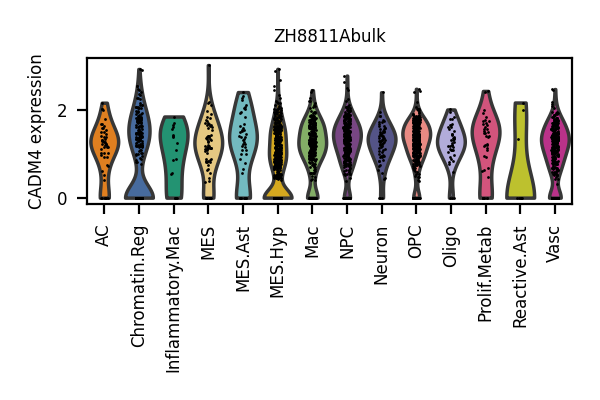 ZH8811Abulk
CADM4 expression
2
0
AC
Chromatin.Reg
Inflammatory.Mac
MES
MES.Ast
MES.Hyp
Mac
NPC
Neuron
OPC
Oligo
Prolif.Metab
Reactive.Ast
Vasc